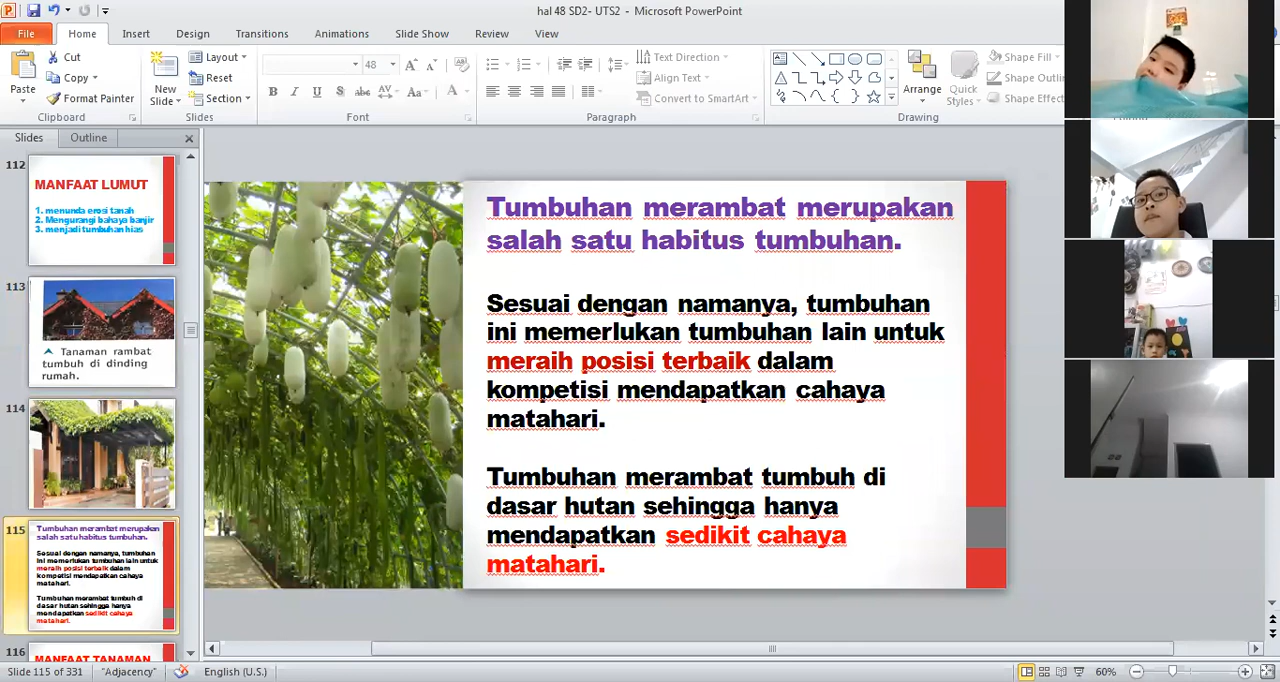 hal 48 SD2- UTS2 - Microsoft PowerPoint
File Home Insert Design Transitions Animations Slide Show Review View
Paste
Cut
Copy
Format Painter
Clipboard
New
Slide
Layout
Reset
Section
Slides
48
B I U S abc AV Aa A
Font
Text Direction
Align Text
Convert to SmartArt
Paragraph
Arrange
Quick
Styles
Shape Fill
Shape Outlin
Shape Effect
Drawing
Slides Outline
112
MANFAAT LUMUT
1. menunda erosi tanah
2. Mengurangi bahaya banjir
3. menjadi tumbuhan hias
113
Tanaman rambat
tumbuh di dinding
rumah.
114
115
Tumbuhan merambat merupakan
salah satu habitus tumbuhan.
Sesuai dengan namanya, tumbuhan
ini memerlukan tumbuhan lain untuk
meraih posisi terbaik dalam
kompetisi mendapatkan cahaya
matahari.
Tumbuhan merambat tumbuh di
dasar hutan sehingga hanya
mendapatkan sedikit cahaya
matahari.
116
MANFAAT TANAMAN
Tumbuhan merambat merupakan
salah satu habitus tumbuhan.
Sesuai dengan namanya, tumbuhan
ini memerlukan tumbuhan lain untuk
meraih posisi terbaik dalam
kompetisi mendapatkan cahaya
matahari.
Tumbuhan merambat tumbuh di
dasar hutan sehingga hanya
mendapatkan sedikit cahaya
matahari.
Slide 115 of 331 "Adjacency" English (U.S.) 60%